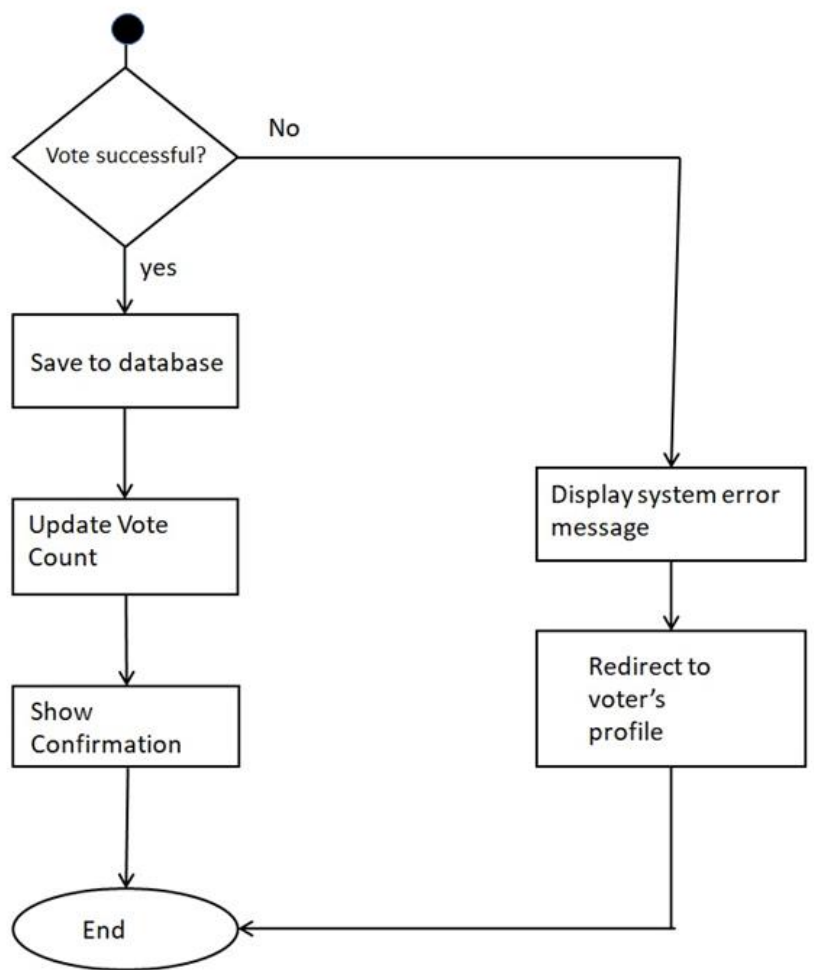 No
Vote successful?
yes
Save to database
Update Vote
Count
Show
Confirmation
Display system error
message
Redirect to
voter's
profile
End